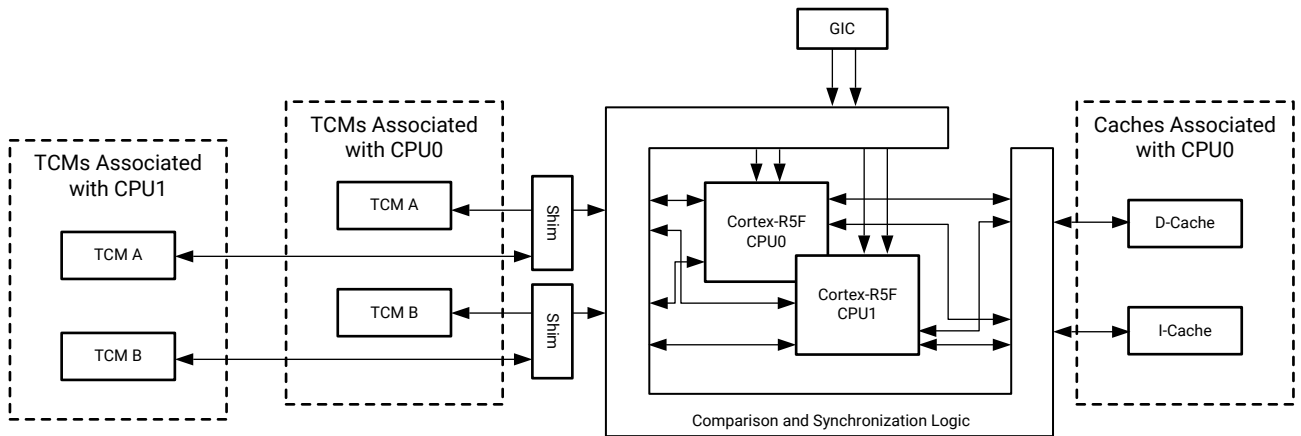 GIC
TCMs Associated
with CPU1
TCM A
TCM B
TCMs Associated
with CPU0
TCM A
TCM B
Shim
Shim
Cortex-R5F
CPU0
Cortex-R5F
CPU1
Comparison and Synchronization Logic
Caches Associated
with CPU0
D-Cache
I-Cache